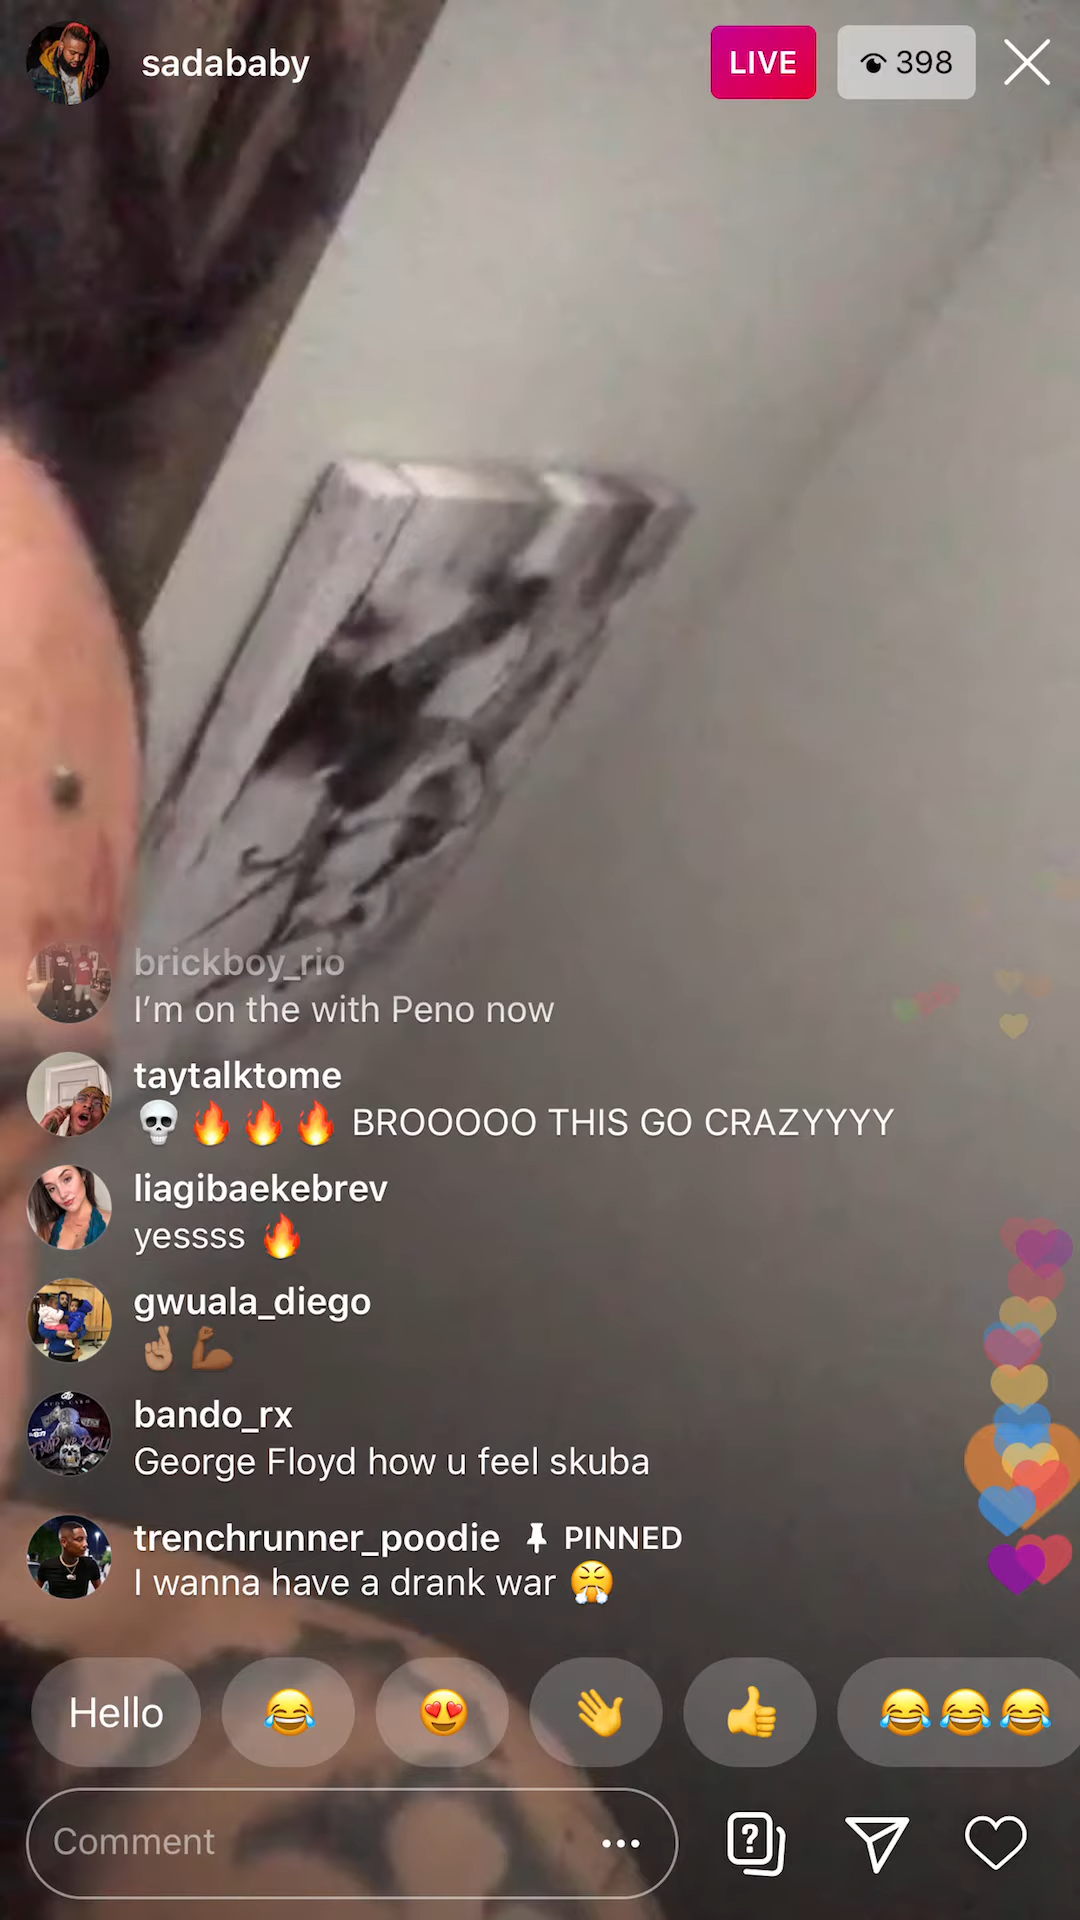 sadababy
LIVE
398
brickboy_rio
I’m on the with Peno now
taytalktome
💀🔥🔥🔥 BROOOOO THIS GO CRAZYYYY
liagibaekebrev
yessss 🔥
gwuala_diego
🤞🏽💪🏽
bando_rx
George Floyd how u feel skuba
trenchrunner_poodie PINNED
I wanna have a drank war 😤
Hello 😂 😍 👋 👍 😂😂😂
Comment